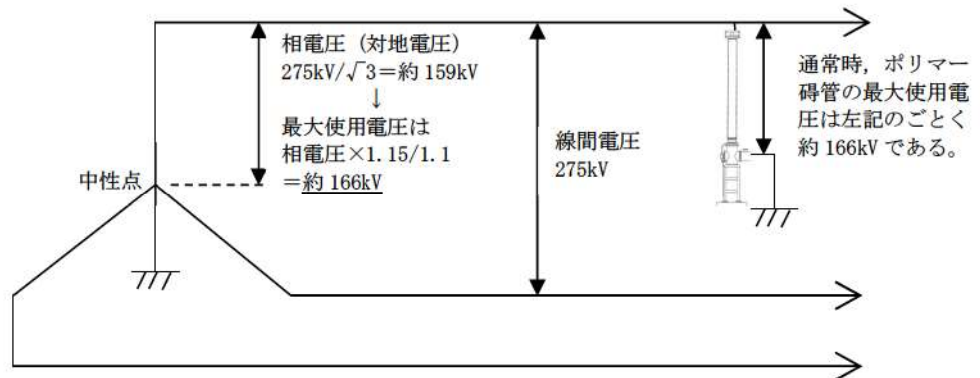 相電圧（対地電圧）
275kV/√3＝約 159kV
↓
最大使用電圧は
相電圧×1.15/1.1
＝約 166kV
中性点
線間電圧
275kV
通常時，ポリマー
碍管の最大使用電
圧は左記のごとく
約 166kV である。